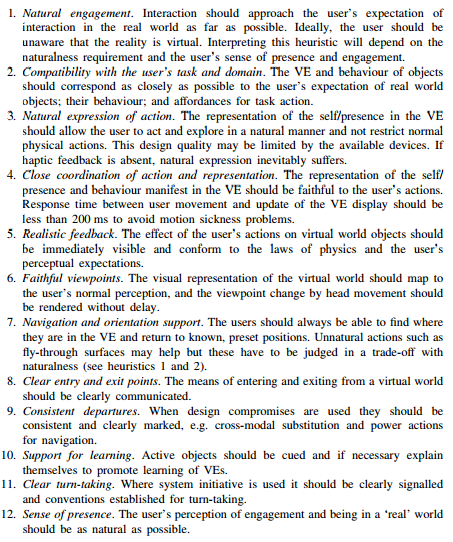 1. Natural engagement. Interaction should approach the user's expectation of
interaction in the real world as far as possible. Ideally, the user should be
unaware that the reality is virtual. Interpreting this heuristic will depend on the
naturalness requirement and the user's sense of presence and engagement.
2. Compatibility with the user's task and domain. The VE and behaviour of objects
should correspond as closely as possible to the user's expectation of real world
objects; their behaviour; and affordances for task action.
3. Natural expression of action. The representation of the self/presence in the VE
should allow the user to act and explore in a natural manner and not restrict normal
physical actions. This design quality may be limited by the available devices. If
haptic feedback is absent, natural expression inevitably suffers.
4. Close coordination of action and representation. The representation of the self/
presence and behaviour manifest in the VE should be faithful to the user's actions.
Response time between user movement and update of the VE display should be
less than 200 ms to avoid motion sickness problems.
5. Realistic feedback. The effect of the user's actions on virtual world objects should
be immediately visible and conform to the laws of physics and the user's
perceptual expectations.
6. Faithful viewpoints. The visual representation of the virtual world should map to
the user's normal perception, and the viewpoint change by head movement should
be rendered without delay.
7. Navigation and orientation support. The users should always be able to find where
they are in the VE and return to known, preset positions. Unnatural actions such as
fly-through surfaces may help but these have to be judged in a trade-off with
naturalness (see heuristics 1 and 2).
8. Clear entry and exit points. The means of entering and exiting from a virtual world
should be clearly communicated.
9. Consistent departures. When design compromises are used they should be
consistent and clearly marked, e.g. cross-modal substitution and power actions
for navigation.
10. Support for learning. Active objects should be cued and if necessary explain
themselves to promote learning of VEs.
11. Clear turn-taking. Where system initiative is used it should be clearly signalled
and conventions established for turn-taking.
12. Sense of presence. The user's perception of engagement and being in a 'real' world
should be as natural as possible.